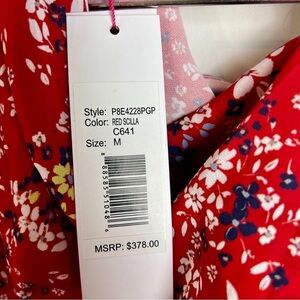 Style: P8E4228PGP
Color: RED SCILLA
C641
Size: M
MSRP: $378.00